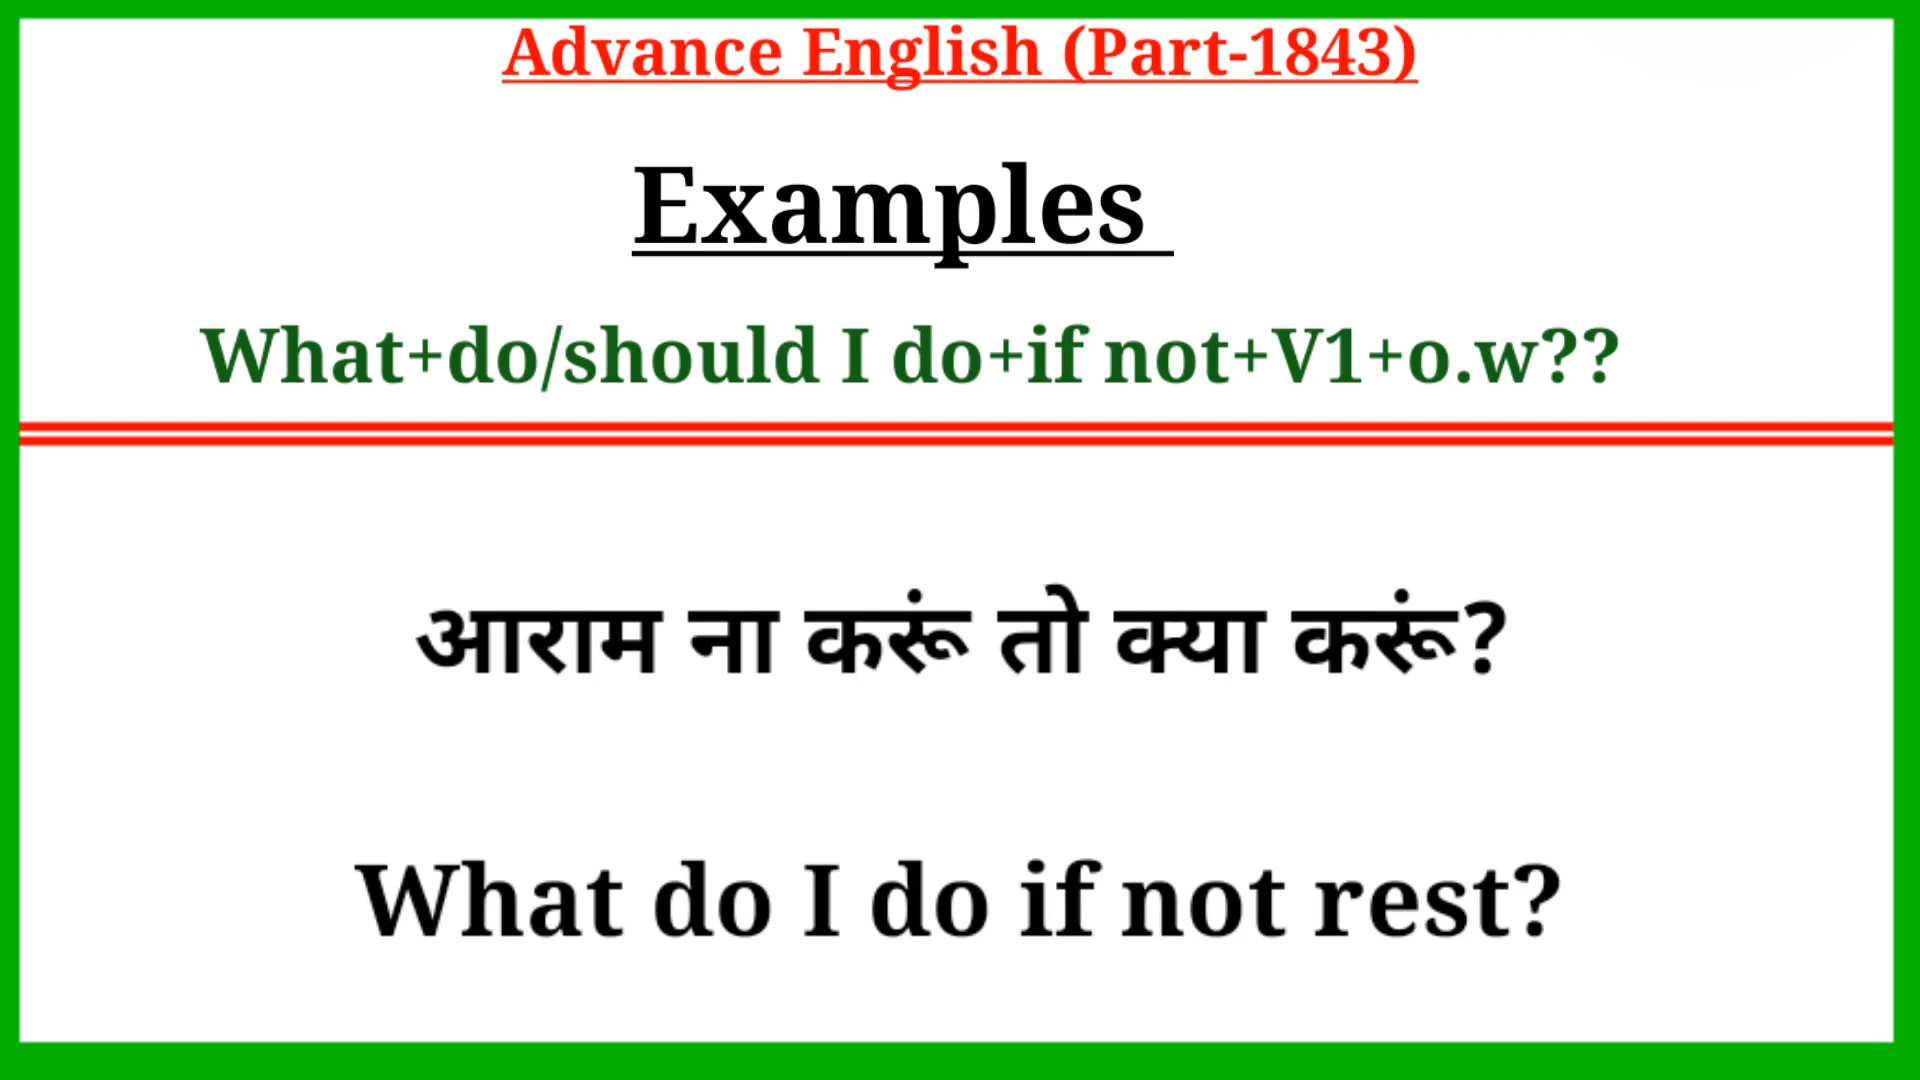 Advance English (Part-1843)
Examples
What+do/should I do+if not+V1+o.w??
आराम ना करूं तो क्या करूं?
What do I do if not rest?